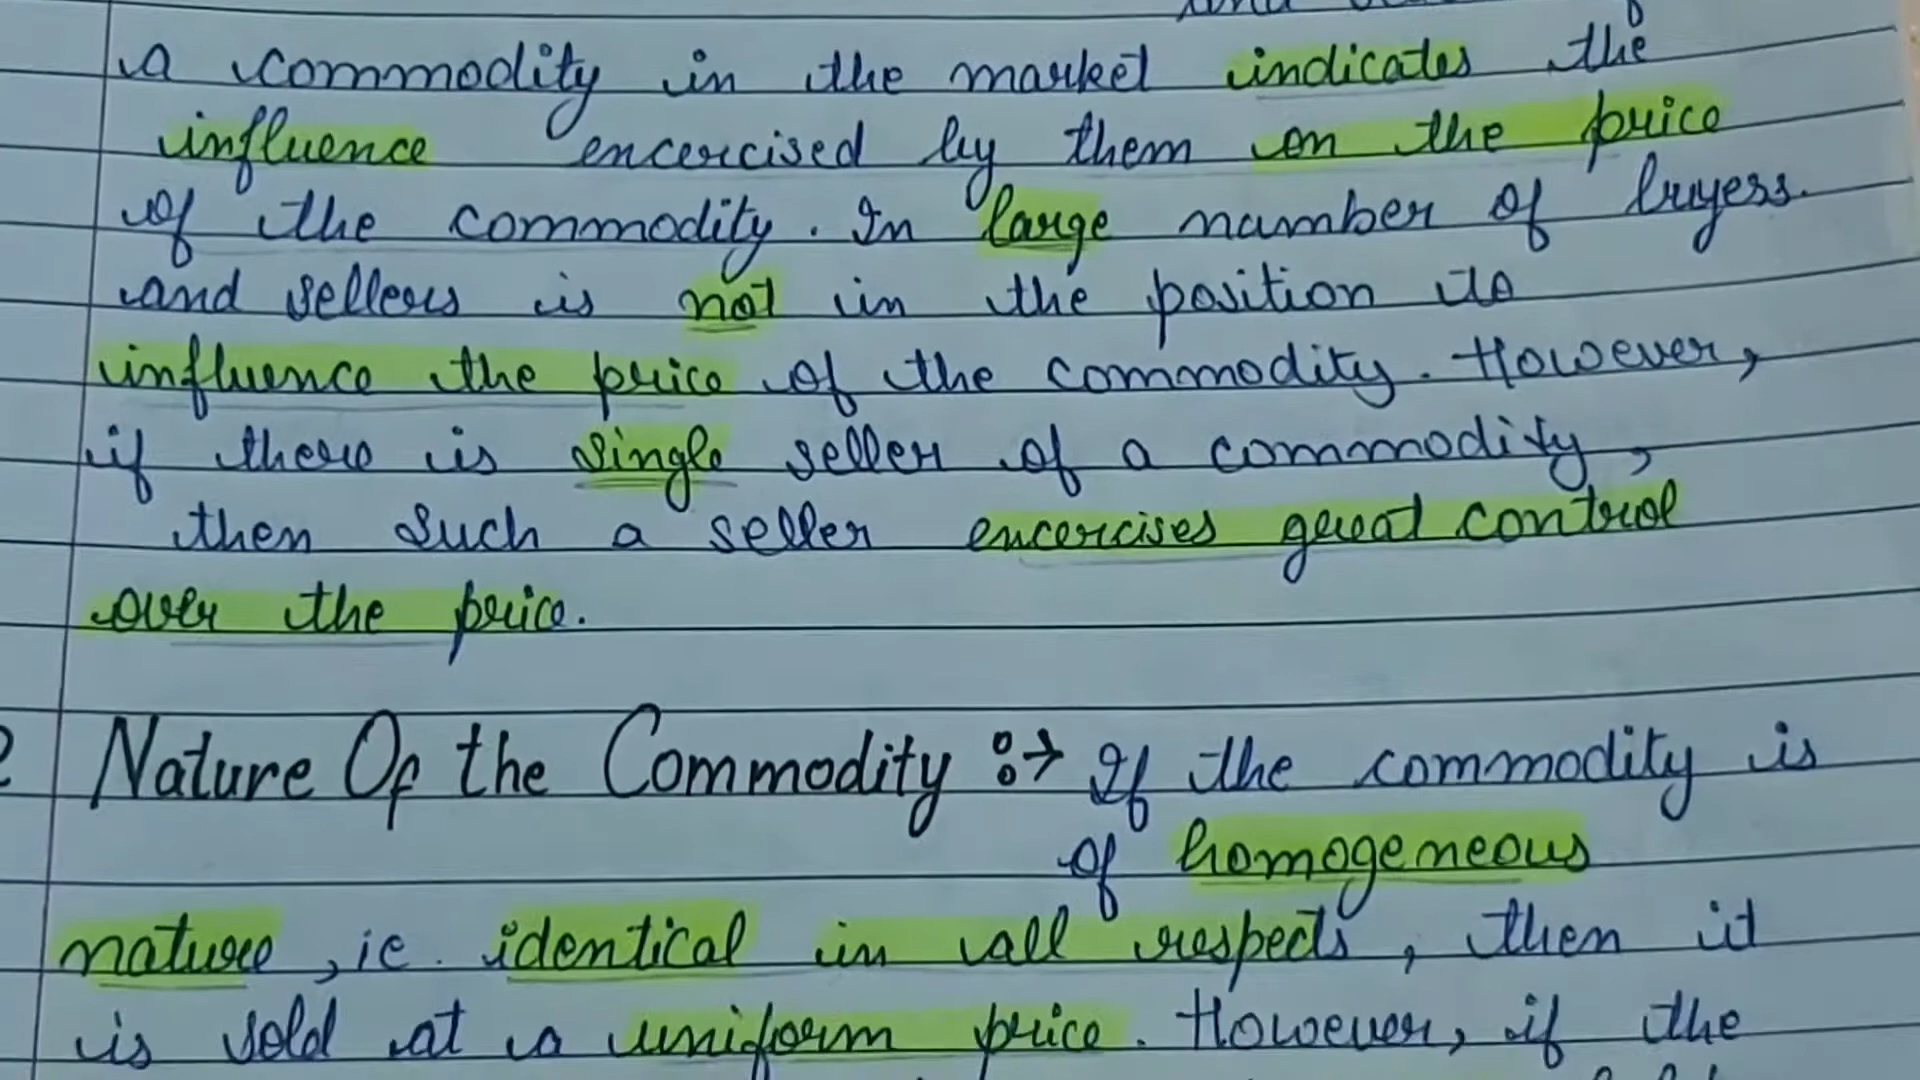 a commodity in the market indicates the
influence encercised by them on the price
of the commodity. In large number of buyers
and sellers is not in the position to
influence the price of the commodity. However,
if there is single seller of a commodity,
then such a seller encercises great control
over the price.
Nature Of the Commodity :→ If the commodity is
of homogeneous
nature, ie. identical in all respects, then it
is sold at a uniform price. However, if the